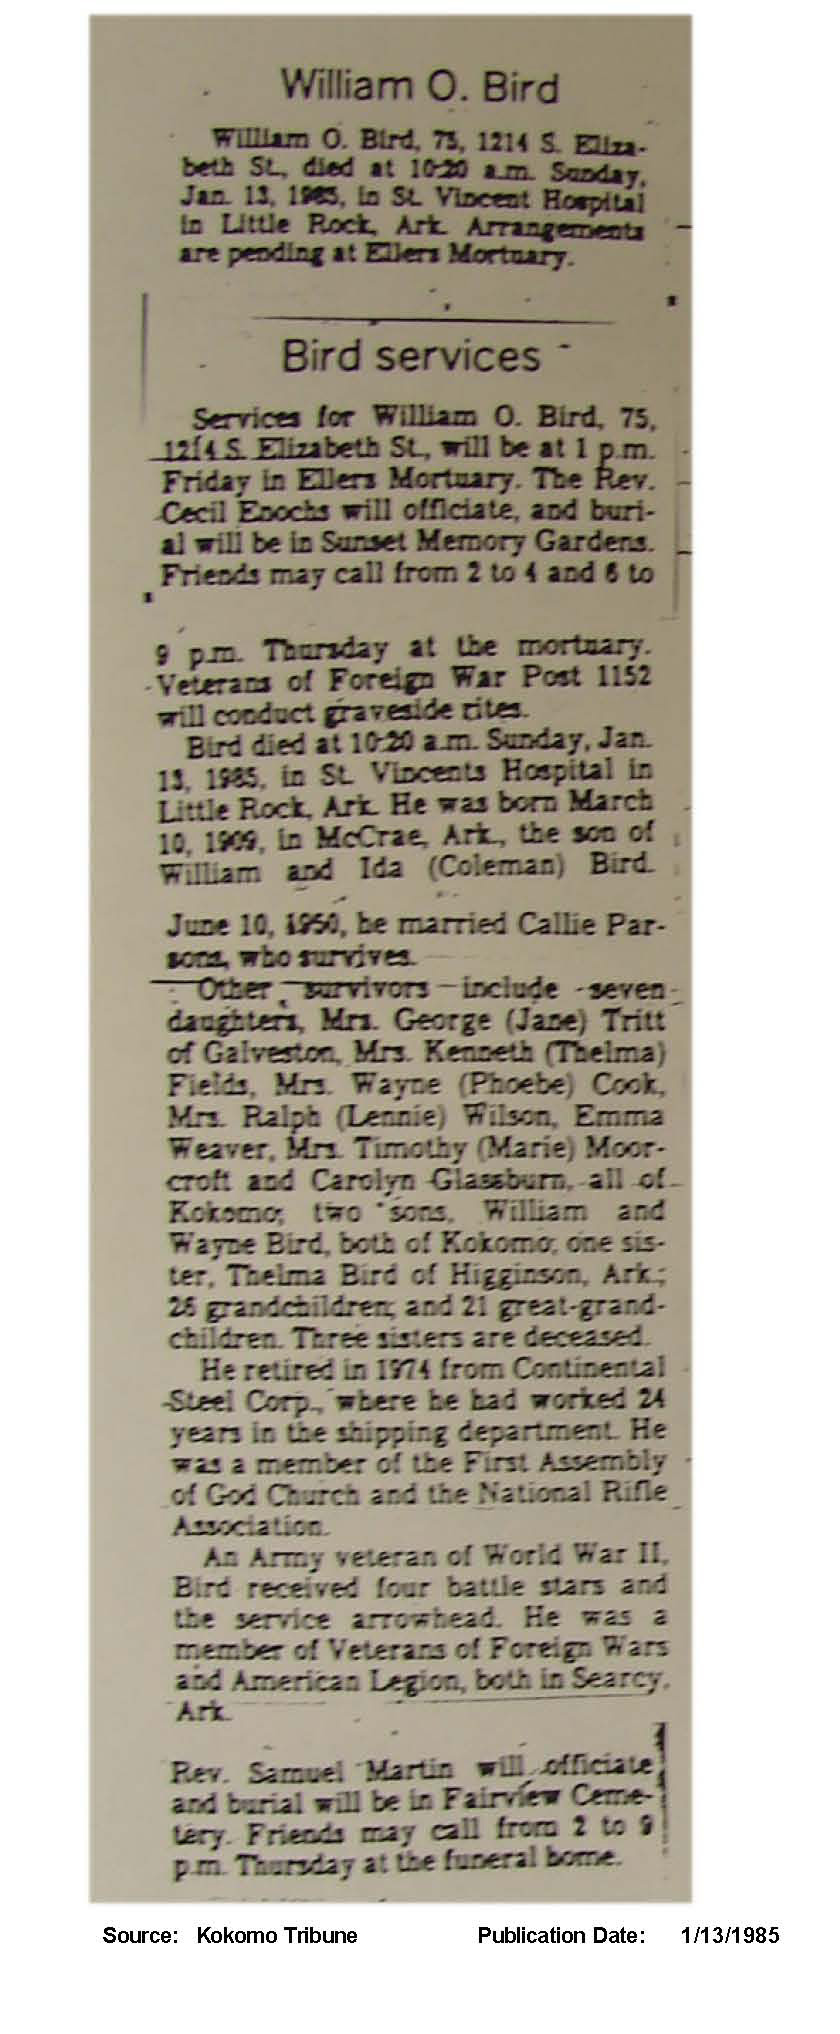 William O. Bird
William O. Bird, 75, 1214 S. Eliza-
beth St., died at 10:20 a.m. Sunday,
Jan. 13, 1985, in St. Vincent Hospital
in Little Rock, Ark. Arrangements
are pending at Ellers Mortuary.
Bird services
Services for William O. Bird, 75,
1214 S. Elizabeth St., will be at 1 p.m.
Friday in Ellers Mortuary. The Rev.
Cecil Enochs will officiate, and buri-
al will be in Sunset Memory Gardens.
Friends may call from 2 to 4 and 6 to
9 p.m. Thursday at the mortuary.
Veterans of Foreign War Post 1152
will conduct graveside rites.
Bird died at 10:20 a.m. Sunday, Jan.
13, 1985, in St. Vincents Hospital in
Little Rock, Ark. He was born March
10, 1909, in McCrae, Ark., the son of
William and Ida (Coleman) Bird.
June 10, 1950, he married Callie Par-
sons, who survives.
Other survivors include seven
daughters, Mrs. George (Jane) Tritt
of Galveston, Mrs. Kenneth (Thelma)
Fields, Mrs. Wayne (Phoebe) Cook,
Mrs. Ralph (Lennie) Wilson, Emma
Weaver, Mrs. Timothy (Marie) Moor-
croft and Carolyn Glassburn, all of
Kokomo; two sons, William and
Wayne Bird, both of Kokomo; one sis-
ter, Thelma Bird of Higginson, Ark.;
26 grandchildren; and 21 great-grand-
children. Three sisters are deceased.
He retired in 1974 from Continental
Steel Corp., where he had worked 24
years in the shipping department. He
was a member of the First Assembly
of God Church and the National Rifle
Association.
An Army veteran of World War II,
Bird received four battle stars and
the service arrowhead. He was a
member of Veterans of Foreign Wars
and American Legion, both in Searcy,
Ark.
Rev. Samuel Martin will officiate
and burial will be in Fairview Ceme-
tery. Friends may call from 2 to 9
p.m. Thursday at the funeral home.
Source: Kokomo Tribune Publication Date: 1/13/1985